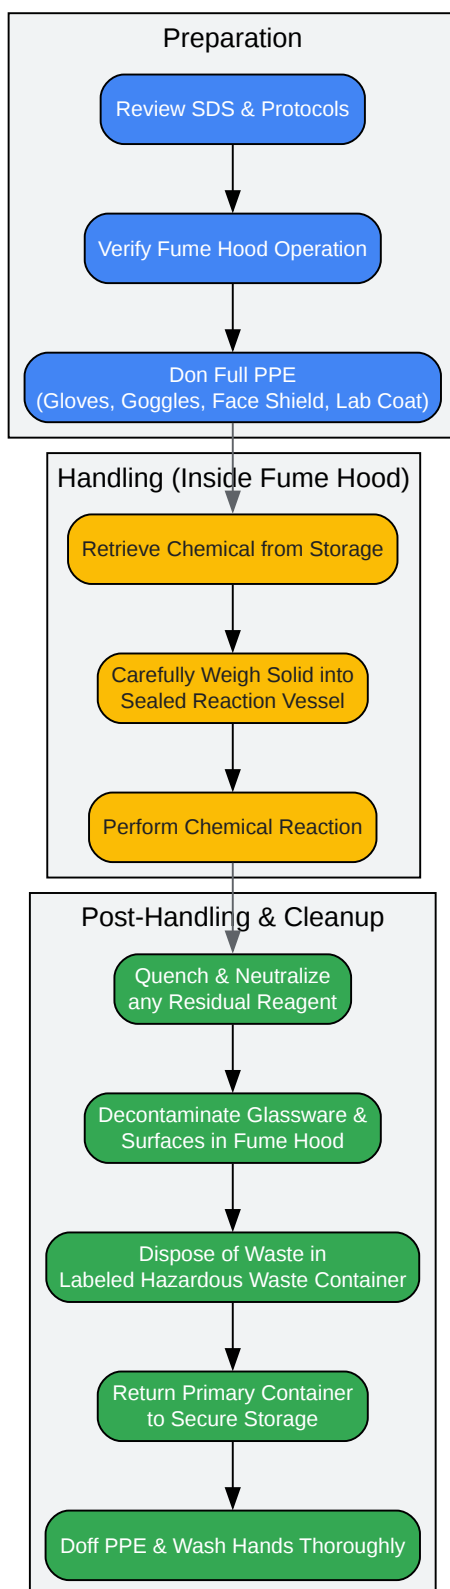 Preparation
Review SDS & Protocols
Verify Fume Hood Operation
Don Full PPE
(Gloves, Goggles, Face Shield, Lab Coat)
Handling (Inside Fume Hood)
Retrieve Chemical from Storage
Carefully Weigh Solid into
Sealed Reaction Vessel
Perform Chemical Reaction
Post-Handling & Cleanup
Quench & Neutralize
any Residual Reagent
Decontaminate Glassware &
Surfaces in Fume Hood
Dispose of Waste in
Labeled Hazardous Waste Container
Return Primary Container
to Secure Storage
Doff PPE & Wash Hands Thoroughly